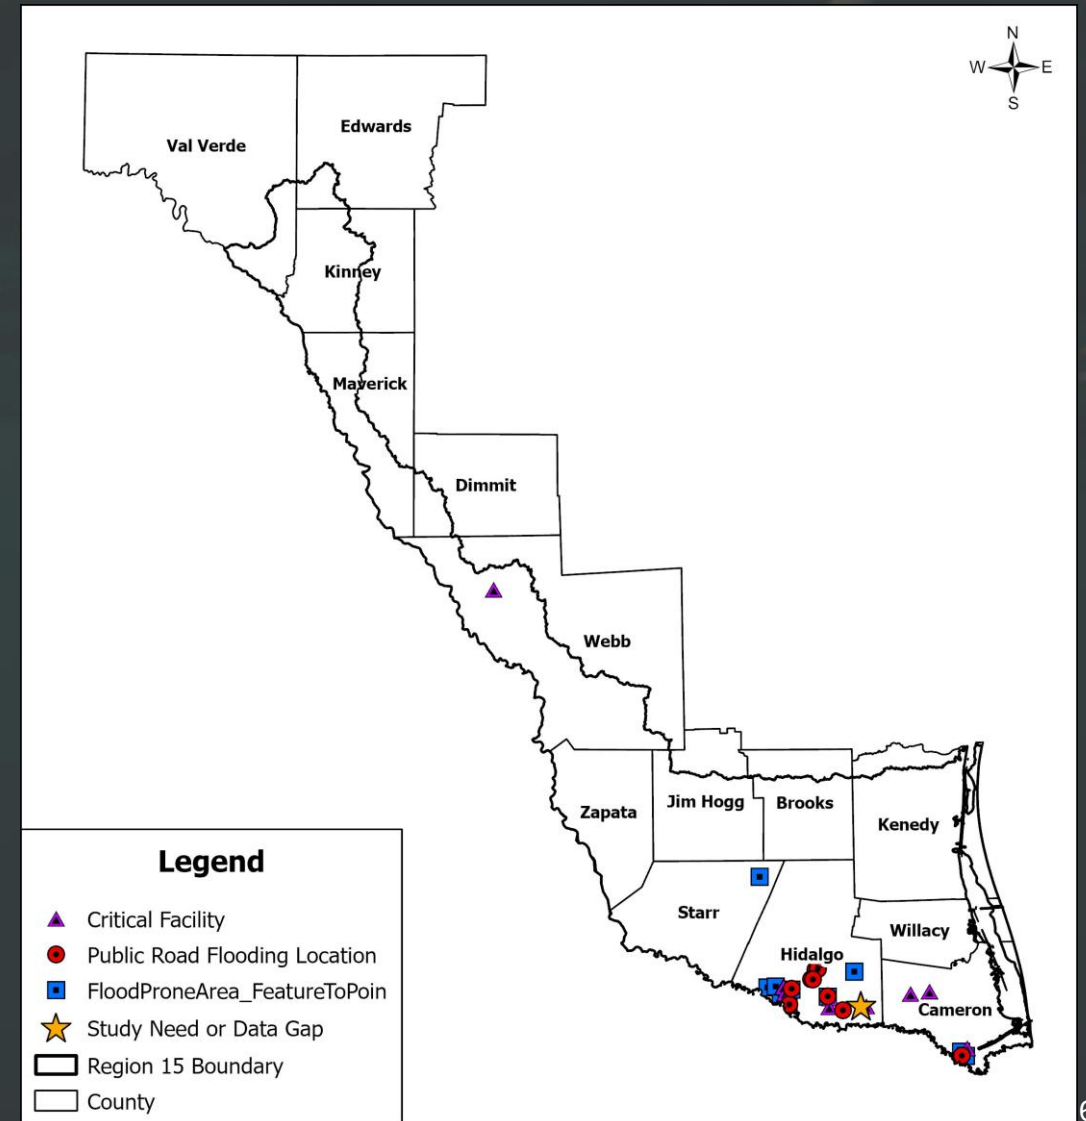 N
W E
S
Edwards
Val Verde
Kinney
Maverick
Dimmit
Webb
Zapata
Jim Hogg
Brooks
Kenedy
Starr
Willacy
Hidalgo
Cameron
Legend
Critical Facility
Public Road Flooding Location
FloodProneArea_FeatureToPoin
Study Need or Data Gap
Region 15 Boundary
County
6